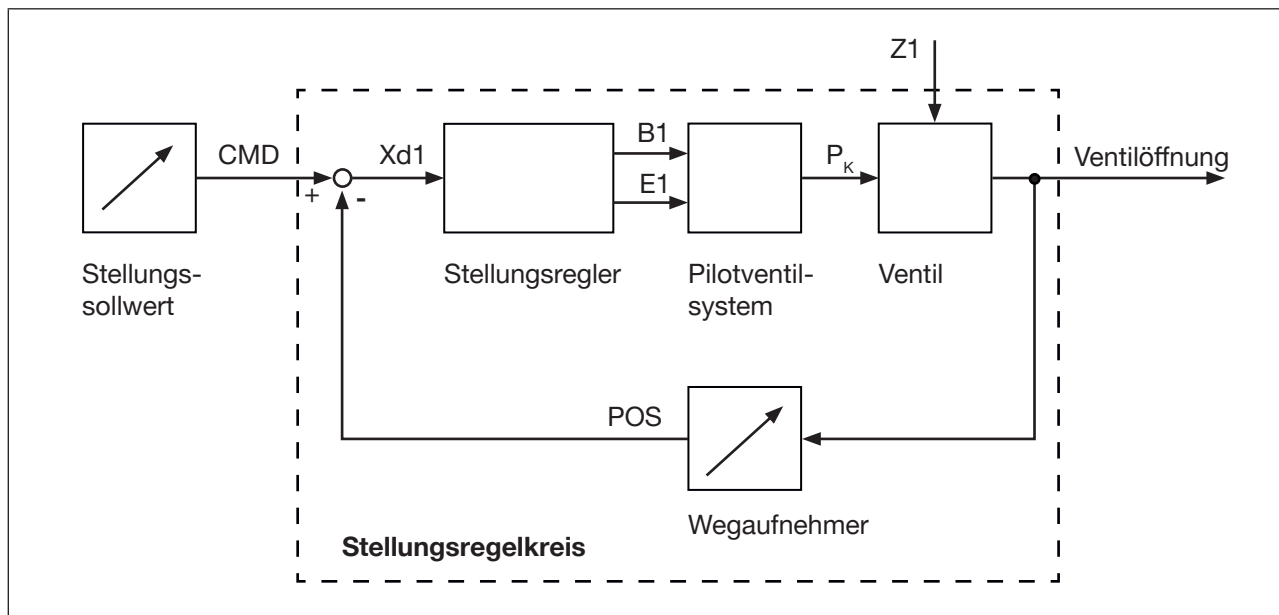 Z1
CMD
Xd1
B1
E1
P_K
Ventilöffnung
+
-
Stellungs-
sollwert
Stellungsregler
Pilotventil-
system
Ventil
POS
Wegaufnehmer
Stellungsregelkreis